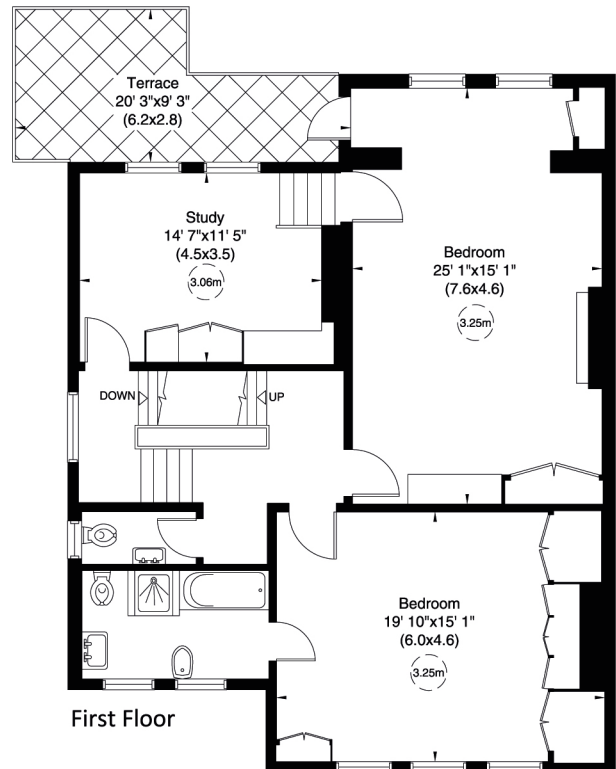 Terrace
20' 3"x9' 3"
(6.2x2.8)
Study
14' 7"x11' 5"
(4.5x3.5)
3.06m
Bedroom
25' 1"x15' 1"
(7.6x4.6)
3.25m
DOWN
UP
Bedroom
19' 10"x15' 1"
(6.0x4.6)
3.25m
First Floor